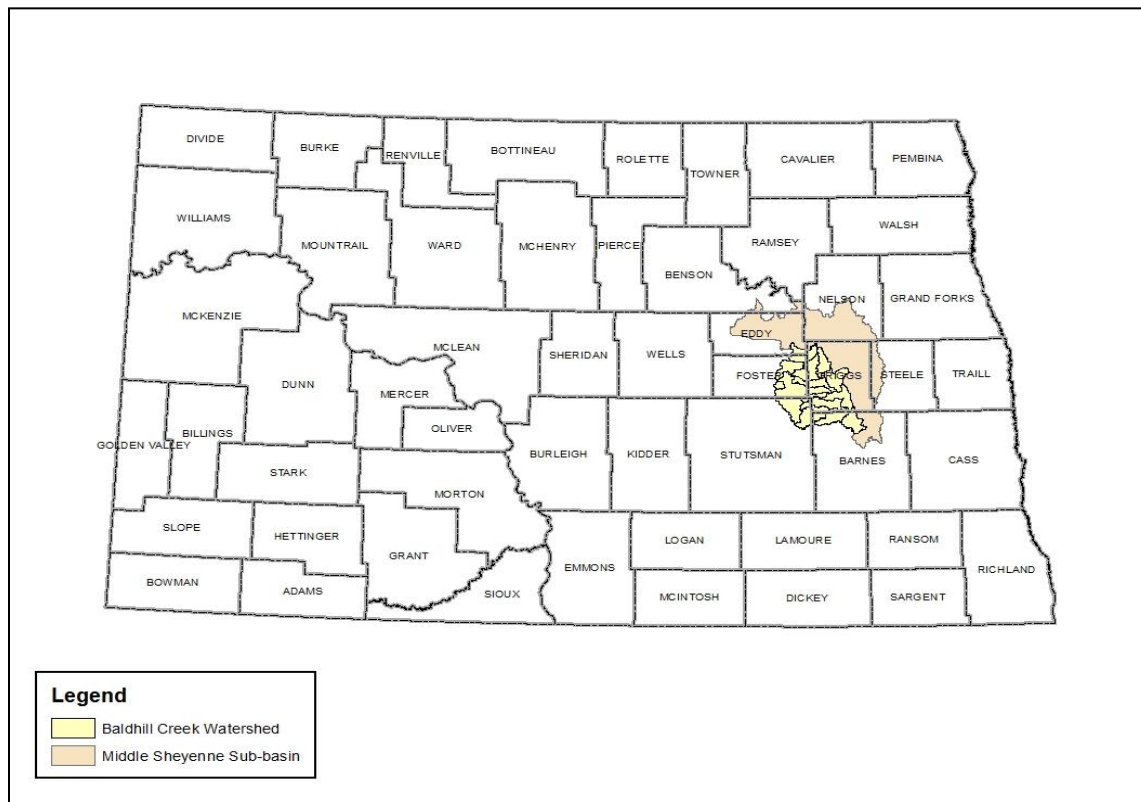 DIVIDE
BURKE
RENVILLE
BOTTINEAU
ROLETTE
TOWNER
CAVALIER
PEMBINA
WILLIAMS
MOUNTRAIL
WARD
MCHENRY
PIERCE
BENSON
RAMSEY
WALSH
MCKENZIE
NELSON
GRAND FORKS
EDDY
MCLEAN
SHERIDAN
WELLS
DUNN
MERCER
FOSTER
STEELE
TRAILL
GOLDEN VALLEY
BILLINGS
OLIVER
BURLEIGH
KIDDER
STUTSMAN
BARNES
CASS
STARK
MORTON
SLOPE
HETTINGER
GRANT
EMMONS
LOGAN
LAMOURE
RANSOM
RICHLAND
BOWMAN
ADAMS
SIOUX
MCINTOSH
DICKEY
SARGENT
Legend
Baldhill Creek Watershed
Middle Sheyenne Sub-basin